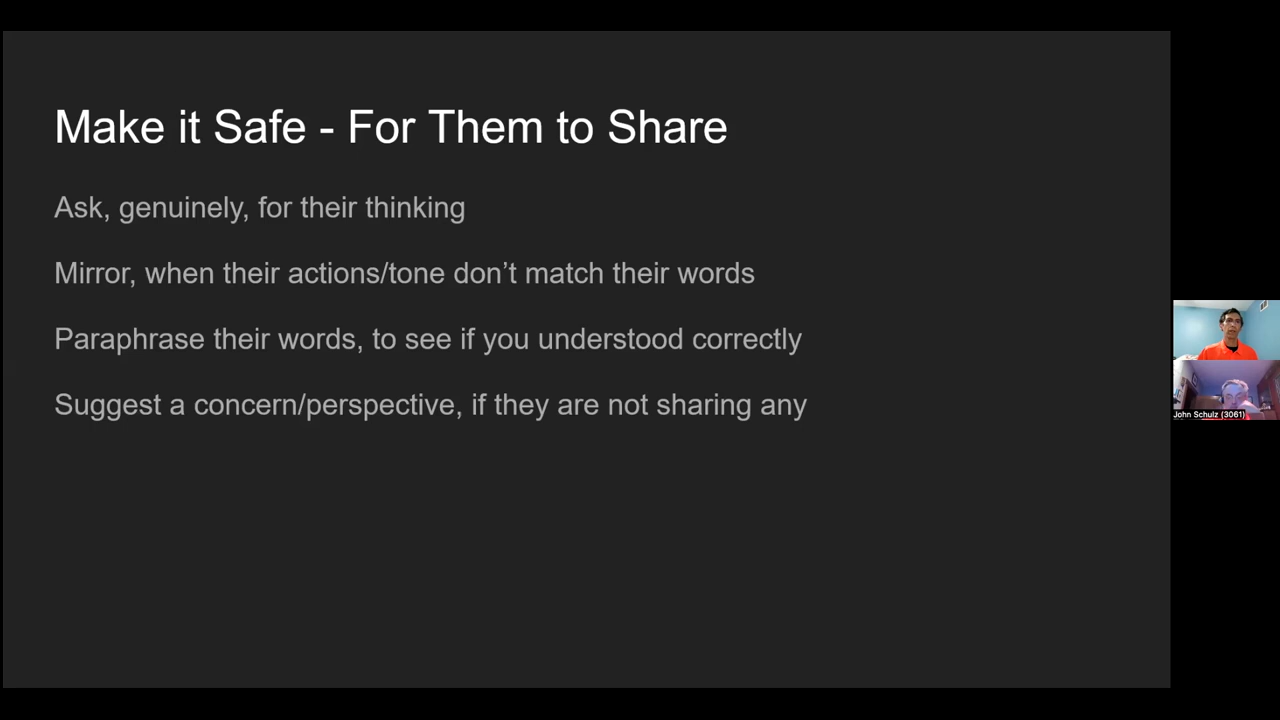 Make it Safe - For Them to Share
Ask, genuinely, for their thinking
Mirror, when their actions/tone don’t match their words
Paraphrase their words, to see if you understood correctly
Suggest a concern/perspective, if they are not sharing any
John Schulz (3061)